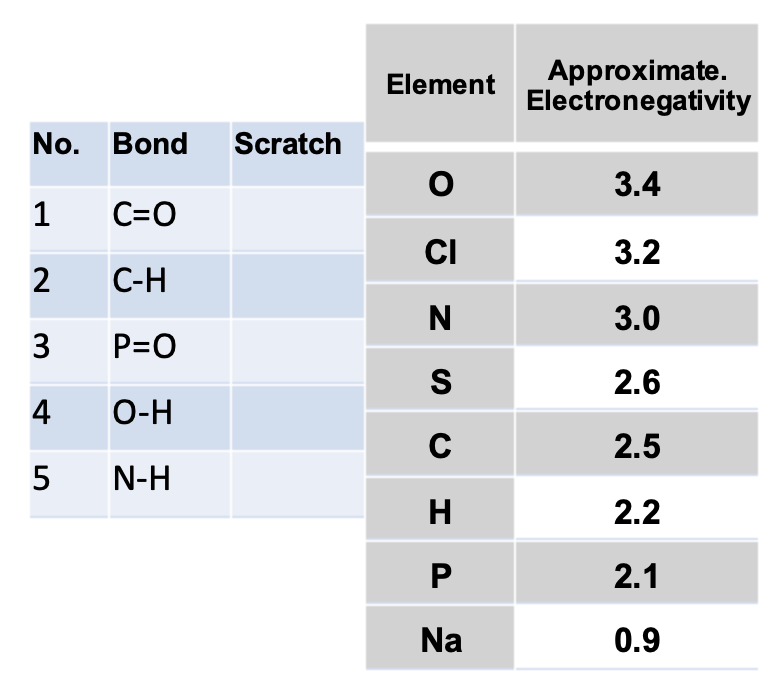 No. Bond Scratch
1 C=O
2 C-H
3 P=O
4 O-H
5 N-H
Element Approximate.
Electronegativity
O 3.4
Cl 3.2
N 3.0
S 2.6
C 2.5
H 2.2
P 2.1
Na 0.9